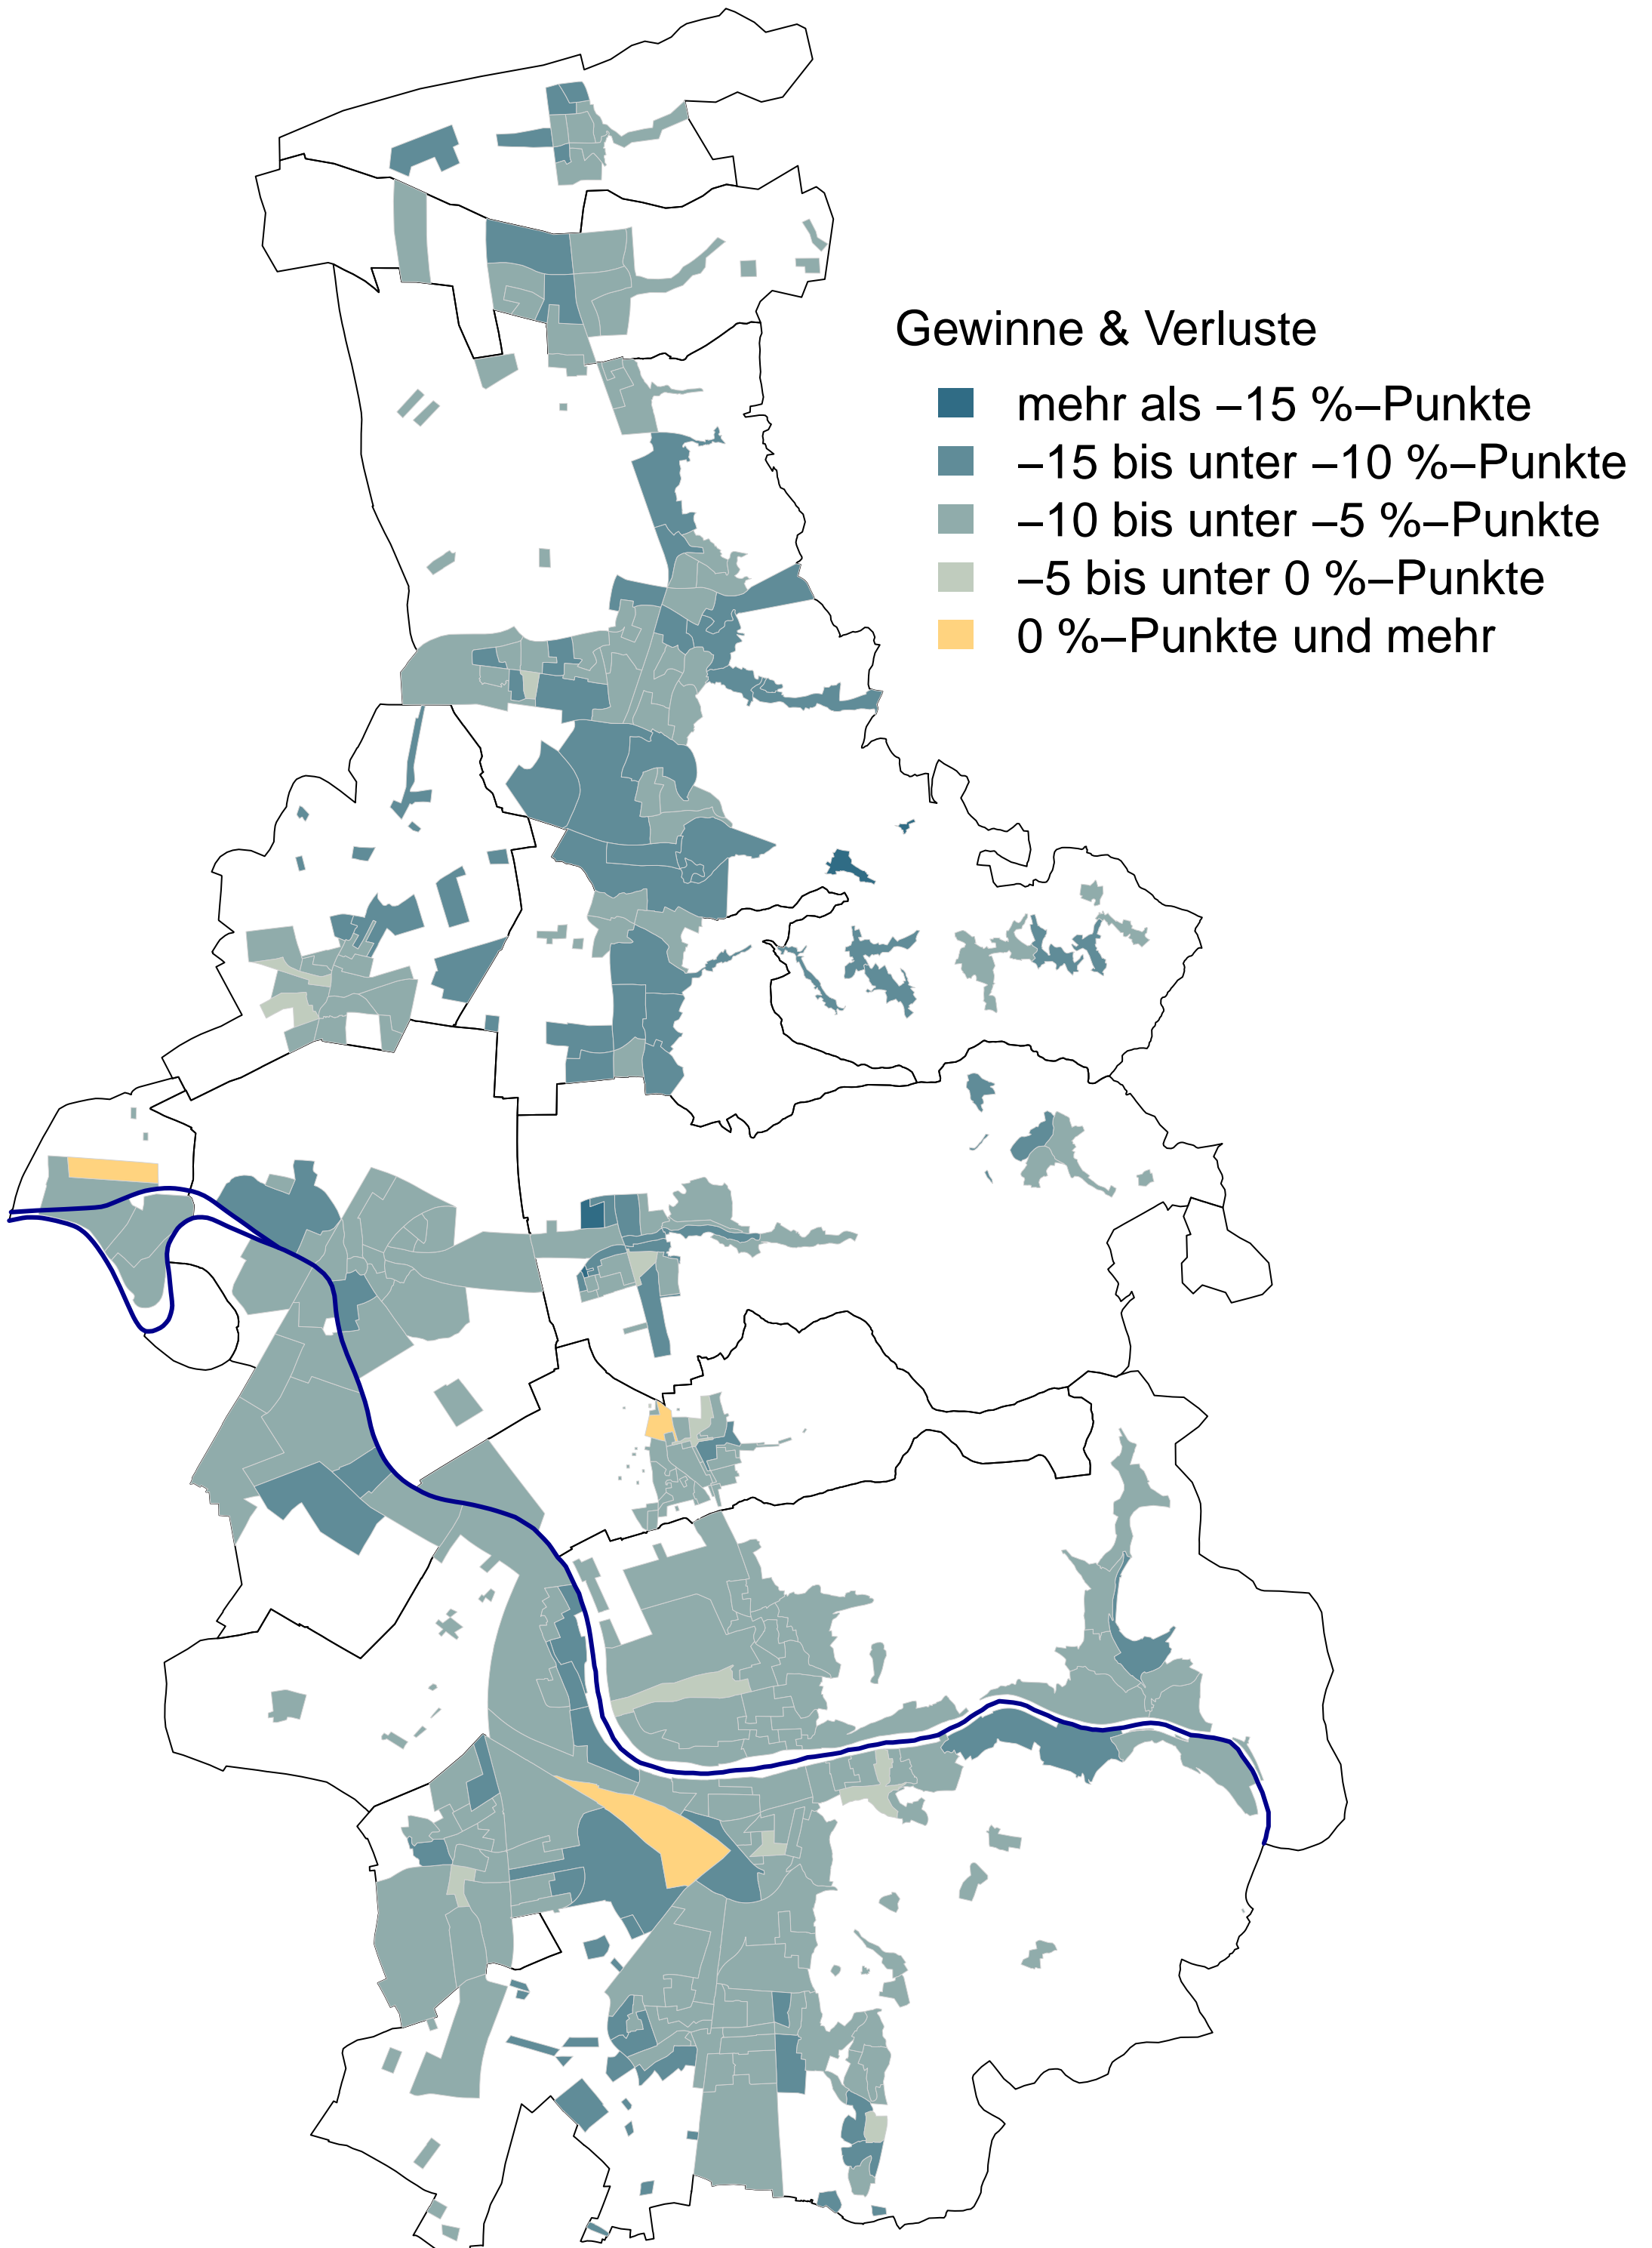 Gewinne & Verluste
mehr als –15 %–Punkte
–15 bis unter –10 %–Punkte
–10 bis unter –5 %–Punkte
–5 bis unter 0 %–Punkte
0 %–Punkte und mehr